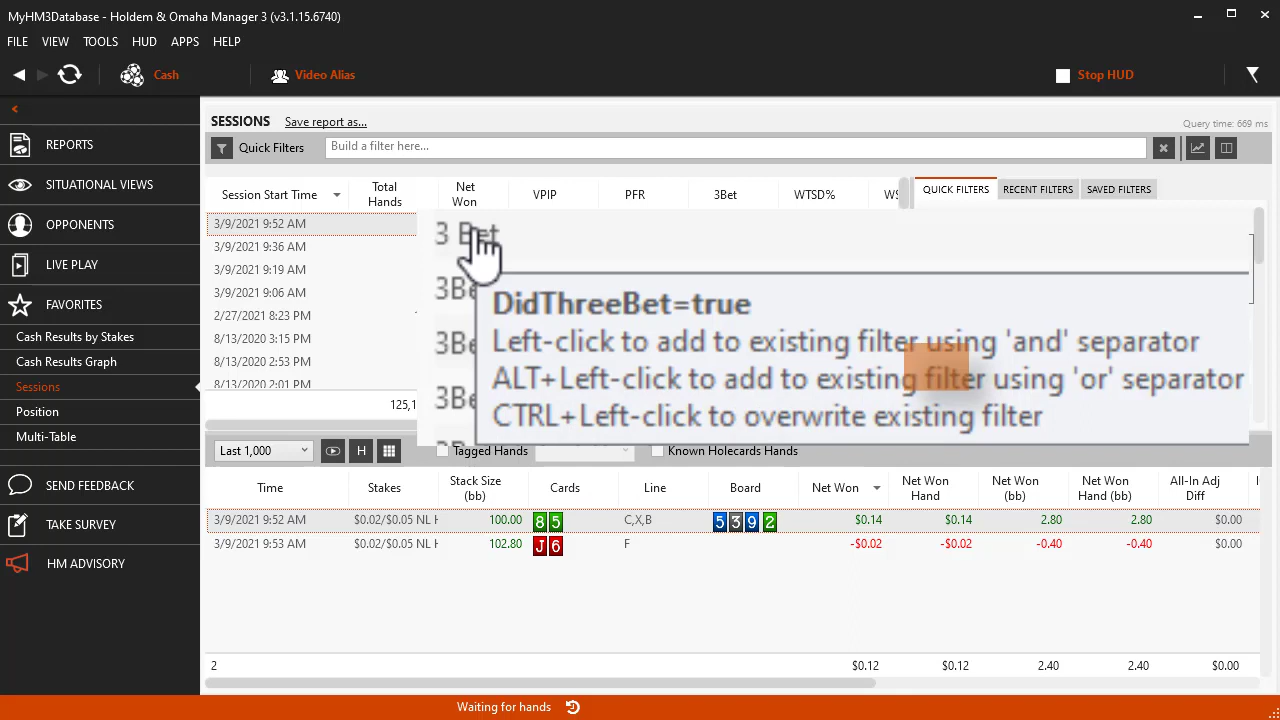 MyHM3Database - Holdem & Omaha Manager 3 (v3.1.15.6740)
FILE VIEW TOOLS HUD APPS HELP
Cash Video Alias Stop HUD
<
SESSIONS Save report as... Query time: 669 ms
REPORTS
Quick Filters Build a filter here...
SITUATIONAL VIEWS
Session Start Time Total Hands Net Won VPIP PFR 3Bet WTSD%
QUICK FILTERS RECENT FILTERS SAVED FILTERS
OPPONENTS
3/9/2021 9:52 AM
3/9/2021 9:36 AM
3/9/2021 9:19 AM
3/9/2021 9:06 AM
2/27/2021 8:23 PM
8/13/2020 3:15 PM
8/13/2020 2:53 PM
8/13/2020 2:01 PM
125,1
3 Bet
DidThreeBet=true
Left-click to add to existing filter using 'and' separator
ALT+Left-click to add to existing filter using 'or' separator
CTRL+Left-click to overwrite existing filter
LIVE PLAY
FAVORITES
Cash Results by Stakes
Cash Results Graph
Sessions
Position
Multi-Table
SEND FEEDBACK
TAKE SURVEY
HM ADVISORY
Last 1,000 H Tagged Hands Known Holecards Hands
Time Stakes Stack Size (bb) Cards Line Board Net Won Net Won Hand Net Won (bb) Net Won Hand (bb) All-In Adj Diff
3/9/2021 9:52 AM $0.02/$0.05 NL H 100.00 8 5 C,X,B 5 3 9 2 $0.14 $0.14 2.80 2.80 $0.00
3/9/2021 9:53 AM $0.02/$0.05 NL H 102.80 J 6 F -$0.02 -$0.02 -0.40 -0.40 $0.00
2 $0.12 $0.12 2.40 2.40 $0.00
Waiting for hands